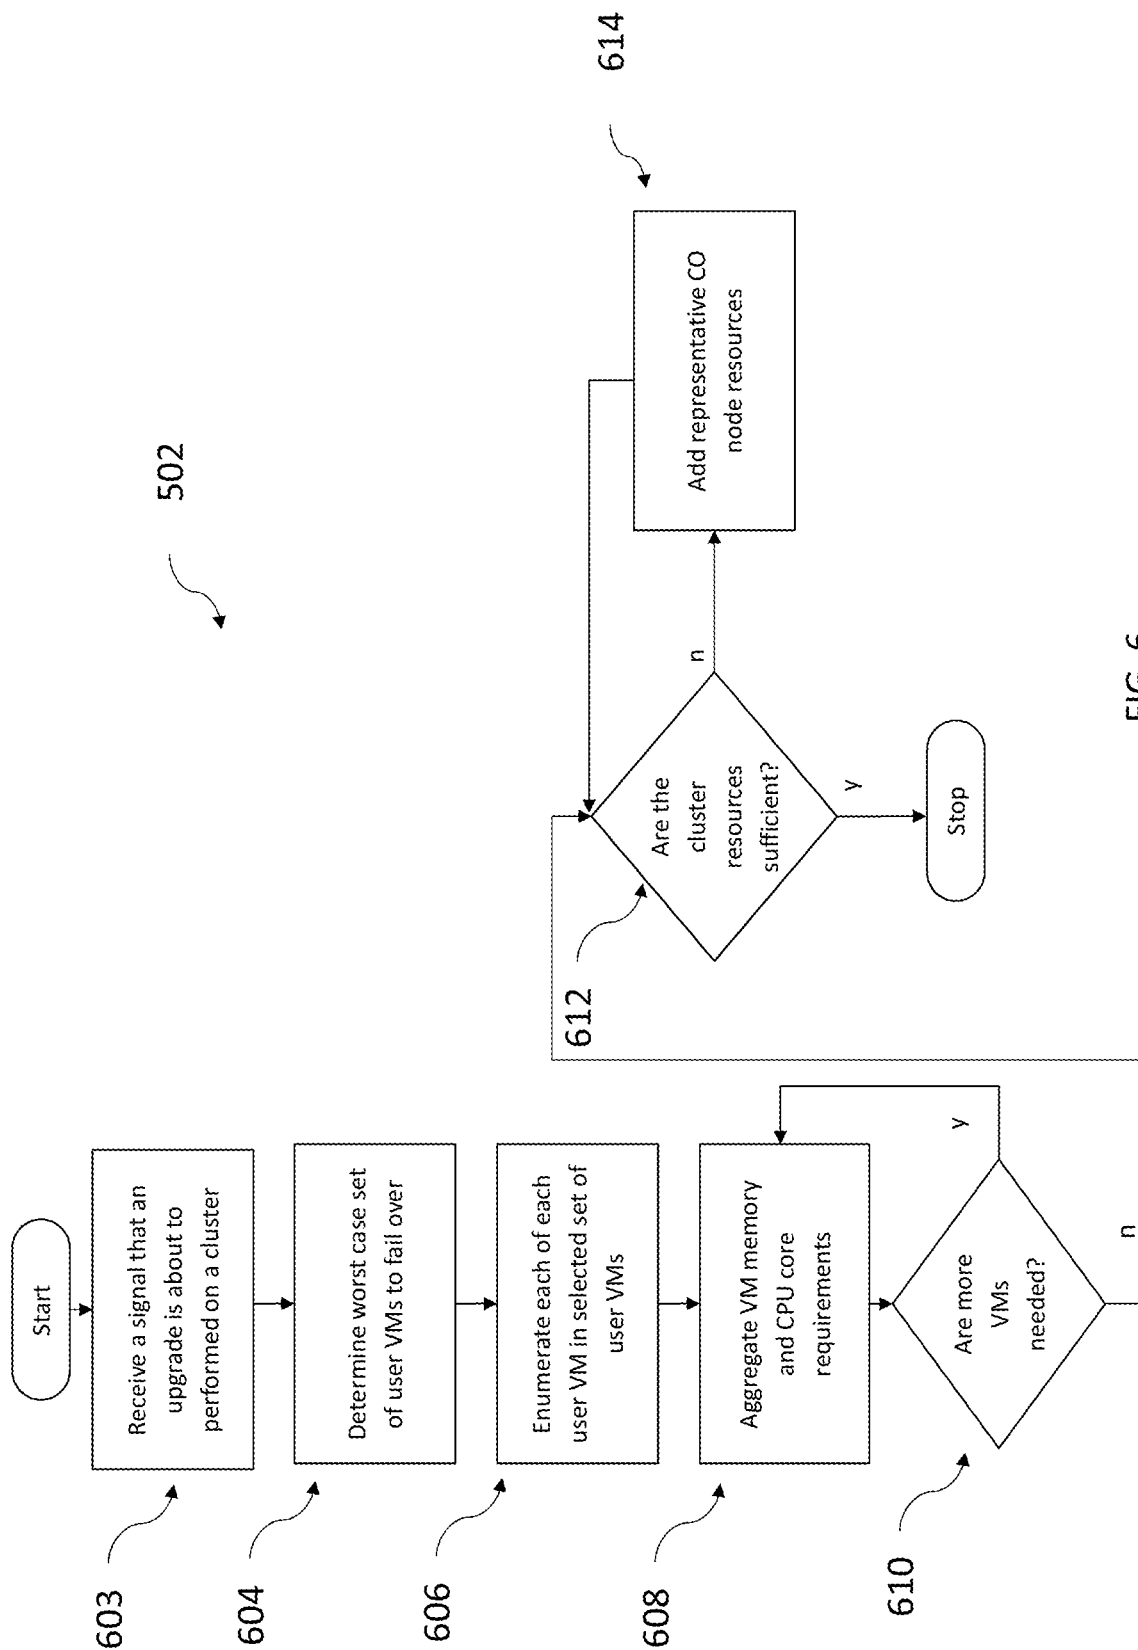 502
Start
603
Receive a signal that an
upgrade is about to
performed on a cluster
604
Determine worst case set
of user VMs to fail over
606
Enumerate each of each
user VM in selected set of
user VMs
608
Aggregate VM memory
and CPU core
requirements
610
Are more
VMs
needed?
y
n
612
Are the
cluster
resources
sufficient?
n
y
614
Add representative CO
node resources
Stop
FIG. 6